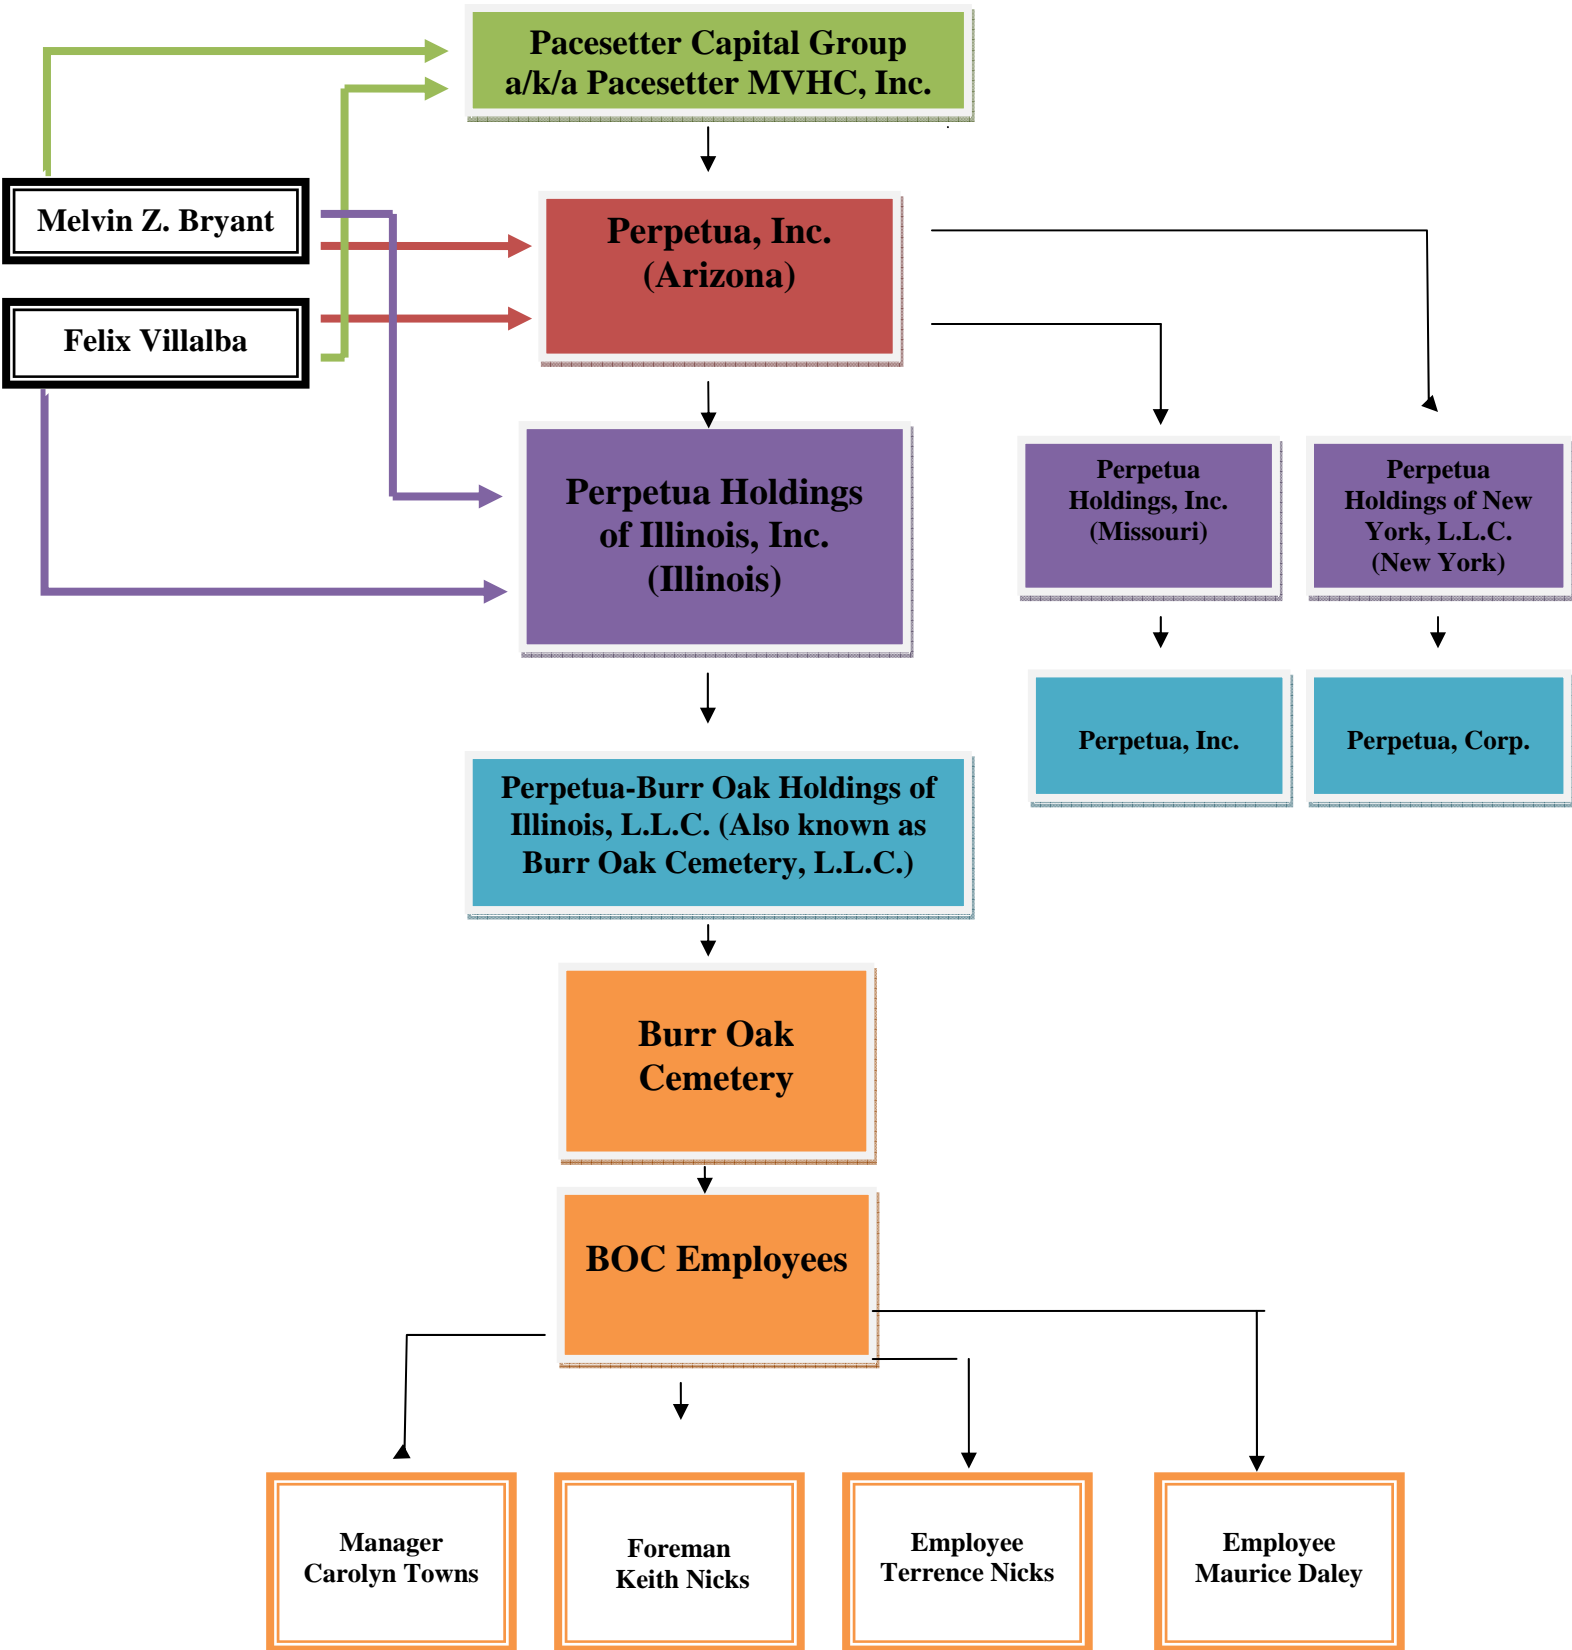 Pacesetter Capital Group
a/k/a Pacesetter MVHC, Inc.
Melvin Z. Bryant
Felix Villalba
Perpetua, Inc.
(Arizona)
Perpetua Holdings
of Illinois, Inc.
(Illinois)
Perpetua
Holdings, Inc.
(Missouri)
Perpetua
Holdings of New
York, L.L.C.
(New York)
Perpetua, Inc.
Perpetua, Corp.
Perpetua-Burr Oak Holdings of
Illinois, L.L.C. (Also known as
Burr Oak Cemetery, L.L.C.)
Burr Oak
Cemetery
BOC Employees
Manager
Carolyn Towns
Foreman
Keith Nicks
Employee
Terrence Nicks
Employee
Maurice Daley